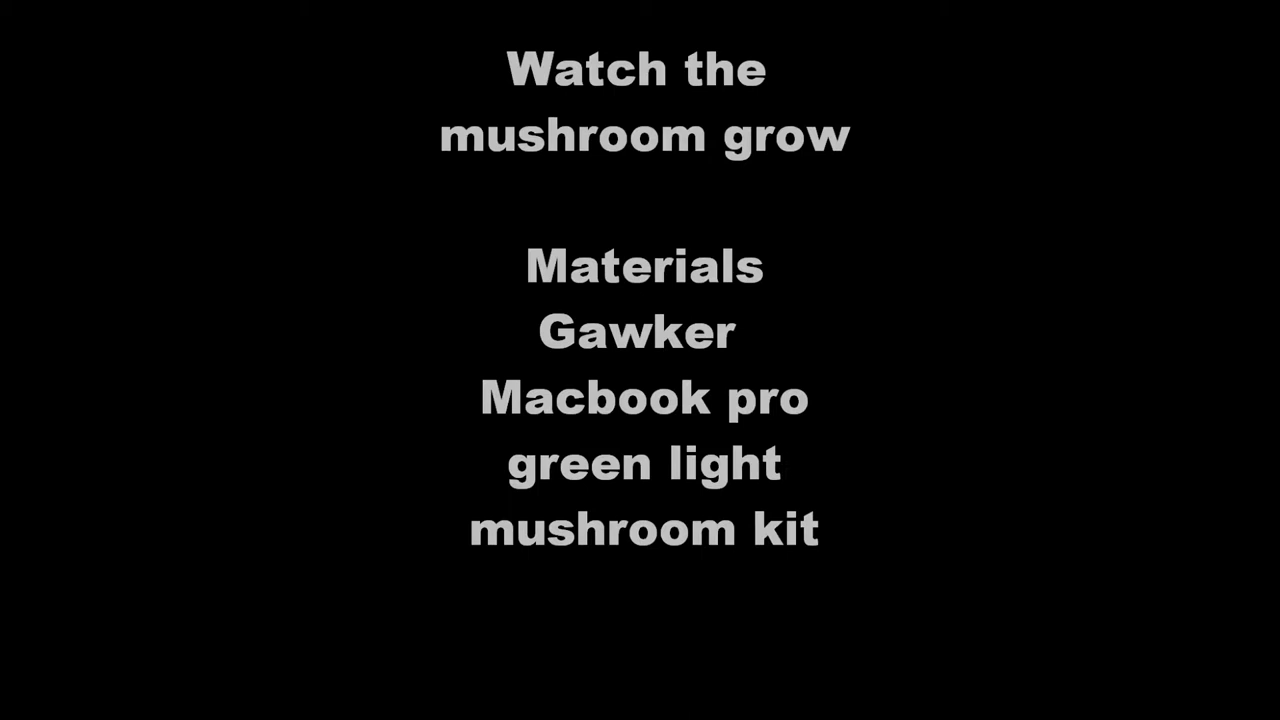 Watch the
mushroom grow
Materials
Gawker
Macbook pro
green light
mushroom kit